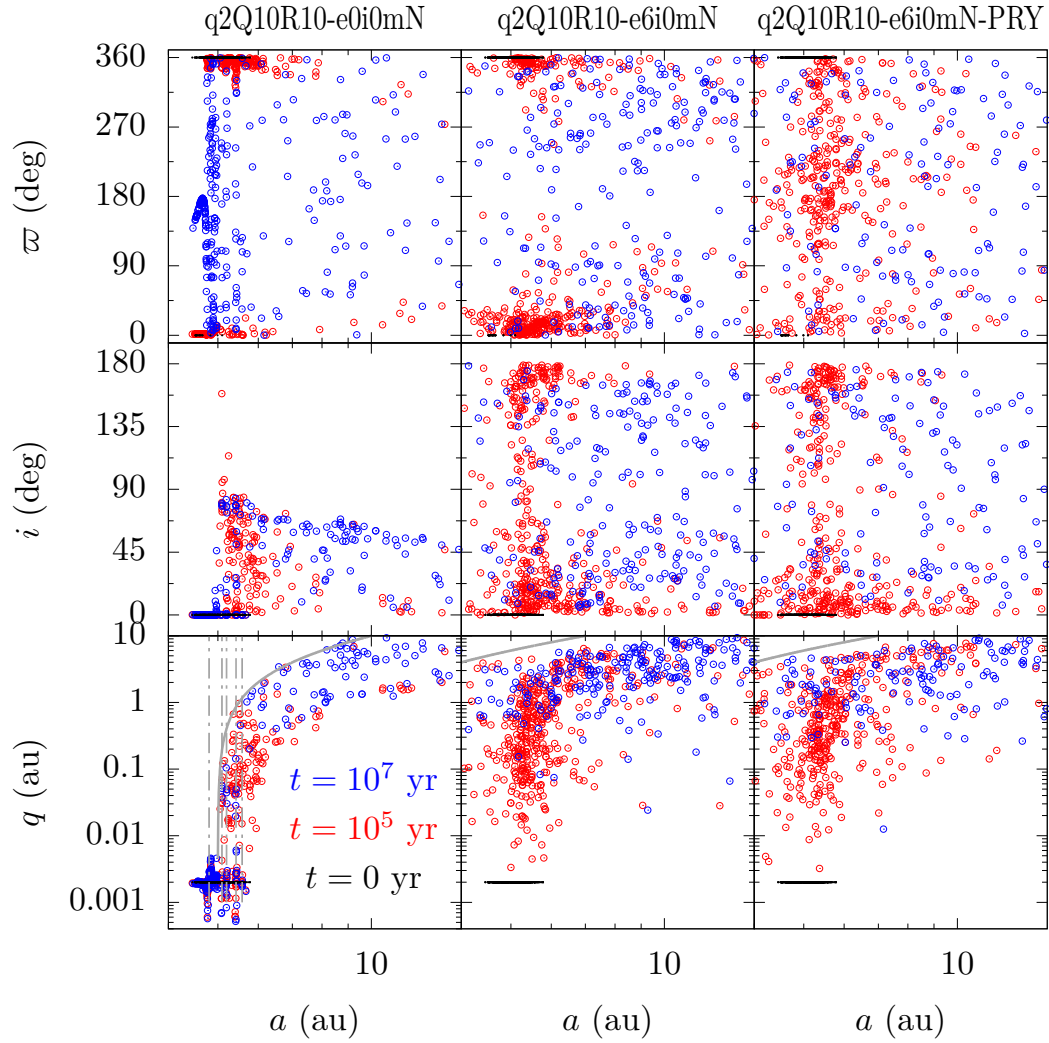 q2Q10R10-e0i0mN q2Q10R10-e6i0mN q2Q10R10-e6i0mN-PRY
360
270
180
90
0
ϖ (deg)
180
135
90
45
0
i (deg)
10
1
0.1
0.01
0.001
q (au)
t = 10⁷ yr
t = 10⁵ yr
t = 0 yr
10 10 10
a (au) a (au) a (au)